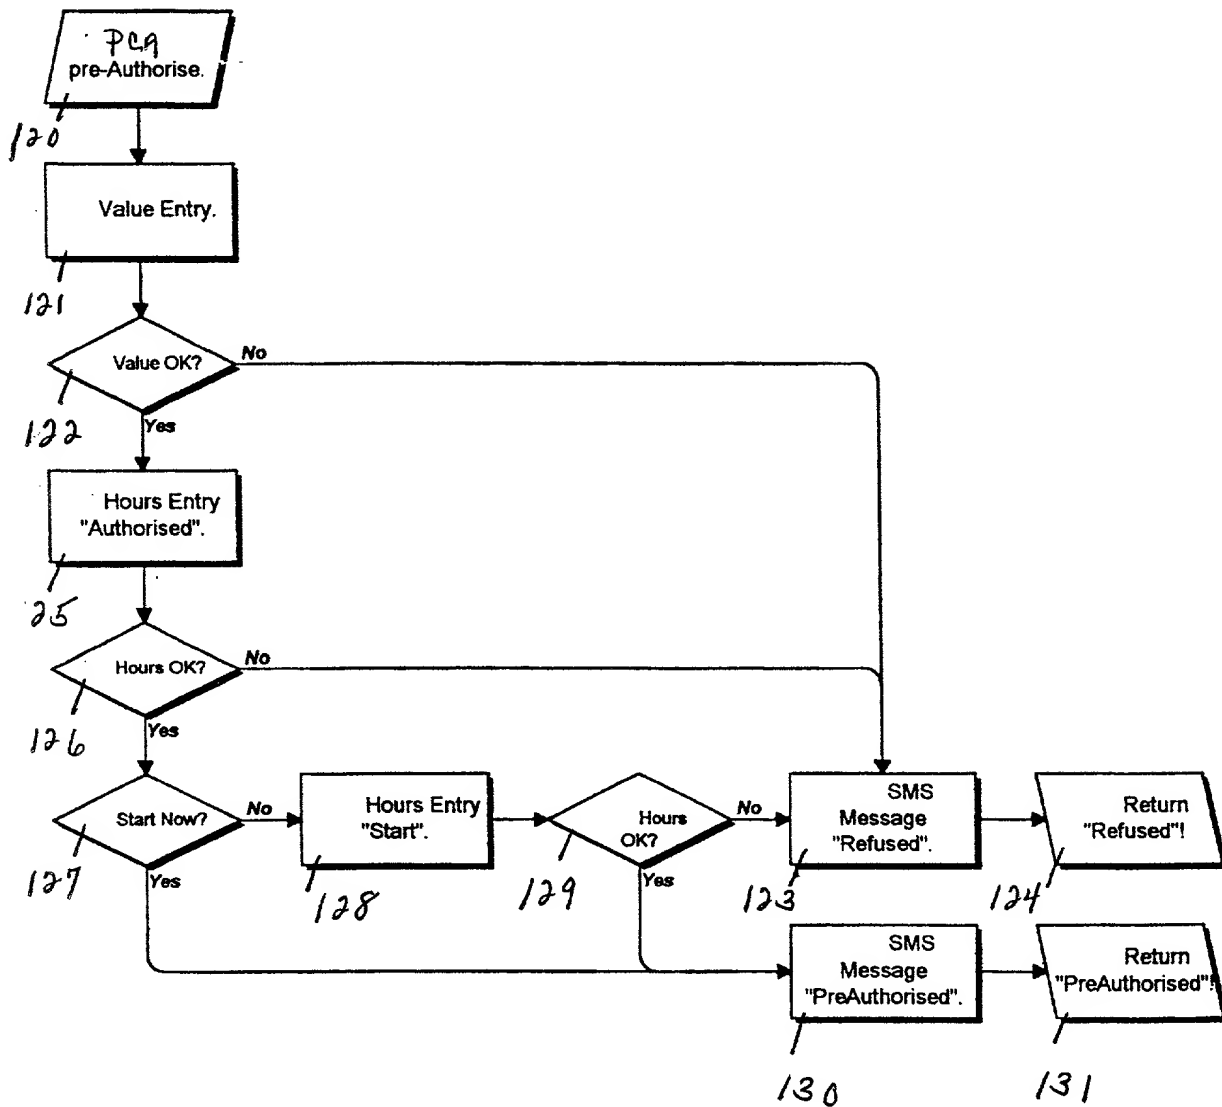 PCA
pre-Authorise.
120
Value Entry.
121
Value OK?
No
122
Yes
Hours Entry
"Authorised".
25
Hours OK?
No
126
Yes
Start Now?
No
127
Yes
Hours Entry
"Start".
128
Hours
OK?
No
129
Yes
SMS
Message
"Refused".
123
Return
"Refused"!
124
SMS
Message
"PreAuthorised".
130
Return
"PreAuthorised"!
131